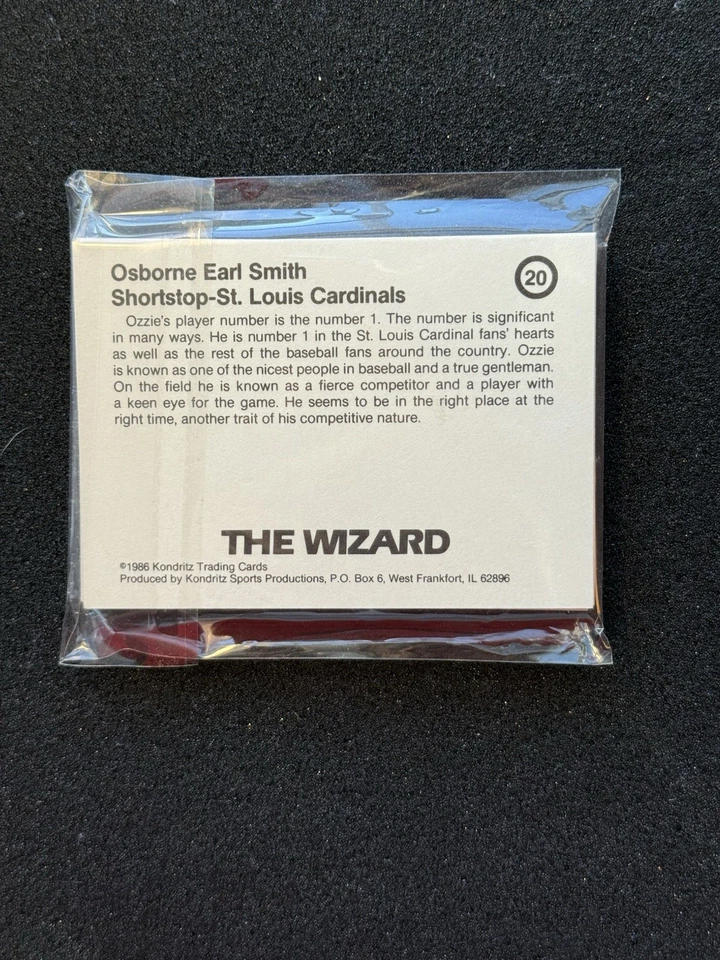 Osborne Earl Smith
20
Shortstop-St. Louis Cardinals
Ozzie's player number is the number 1. The number is significant
in many ways. He is number 1 in the St. Louis Cardinal fans' hearts
as well as the rest of the baseball fans around the country. Ozzie
is known as one of the nicest people in baseball and a true gentleman.
On the field he is known as a fierce competitor and a player with
a keen eye for the game. He seems to be in the right place at the
right time, another trait of his competitive nature.
THE WIZARD
©1986 Kondritz Trading Cards
Produced by Kondritz Sports Productions, P.O. Box 6, West Frankfort, IL 62896